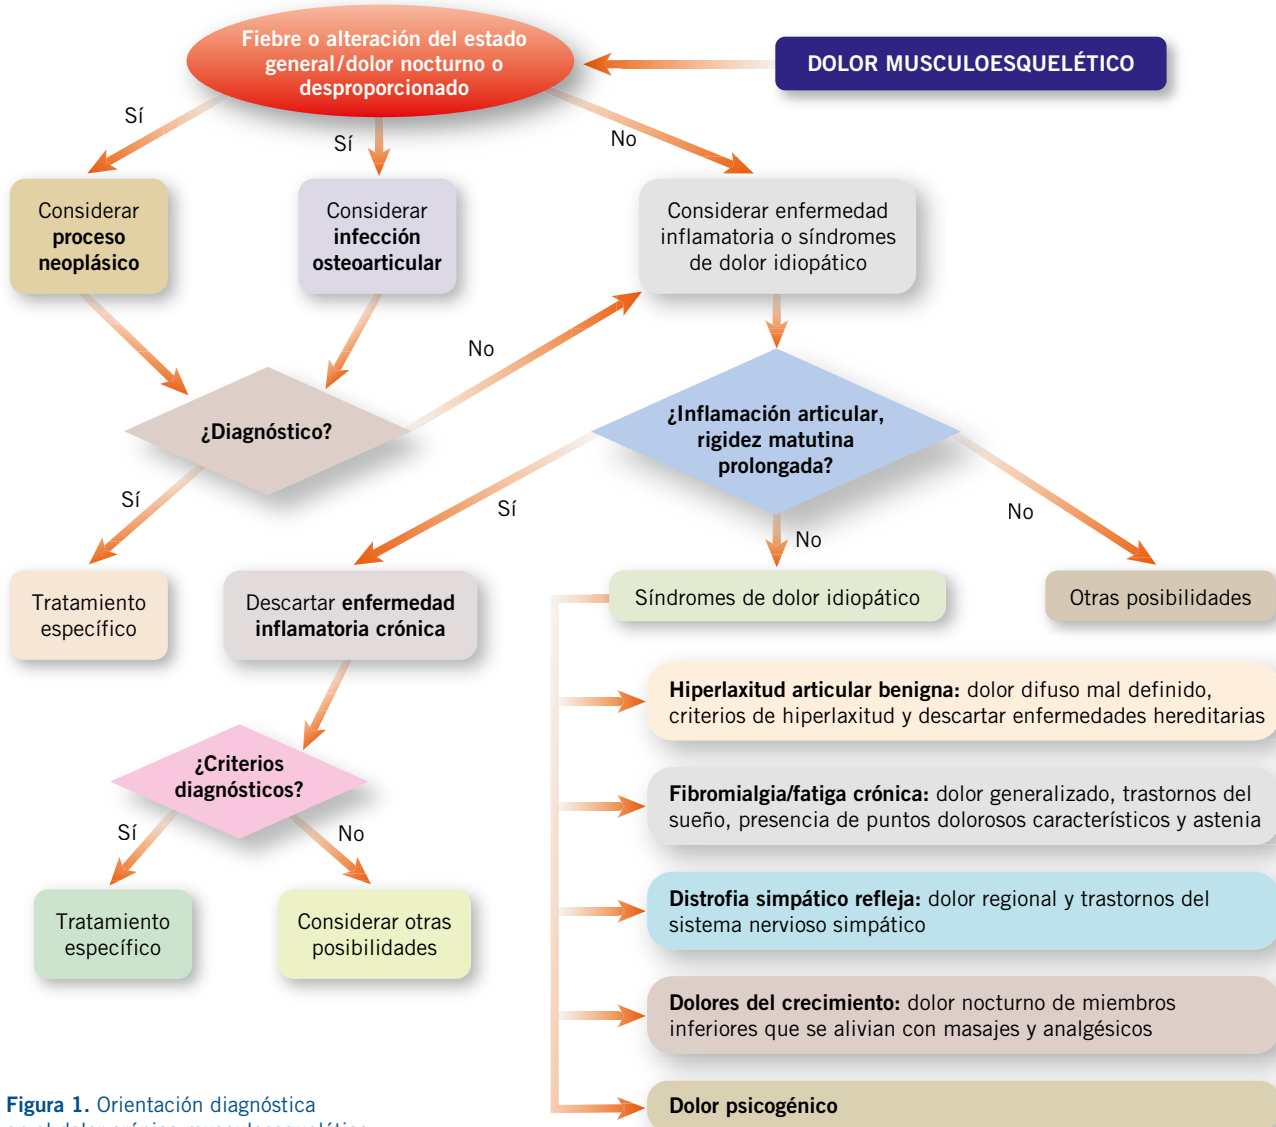 Fiebre o alteración del estado
general/dolor nocturno o
desproporcionado
DOLOR MUSCULOESQUELÉTICO
Sí
Sí
No
Considerar
proceso
neoplásico
Considerar
infección
osteoarticular
Considerar enfermedad
inflamatoria o síndromes
de dolor idiopático
No
¿Diagnóstico?
¿Inflamación articular,
rigidez matutina
prolongada?
Sí
Sí
No
No
Tratamiento
específico
Descartar enfermedad
inflamatoria crónica
Síndromes de dolor idiopático
Otras posibilidades
Hiperlaxitud articular benigna: dolor difuso mal definido,
criterios de hiperlaxitud y descartar enfermedades hereditarias
¿Criterios
diagnósticos?
Sí
No
Fibromialgia/fatiga crónica: dolor generalizado, trastornos del
sueño, presencia de puntos dolorosos característicos y astenia
Tratamiento
específico
Considerar otras
posibilidades
Distrofia simpático refleja: dolor regional y trastornos del
sistema nervioso simpático
Dolores del crecimiento: dolor nocturno de miembros
inferiores que se alivian con masajes y analgésicos
Dolor psicogénico
Figura 1. Orientación diagnóstica
en el dolor crónico musculoesquelético